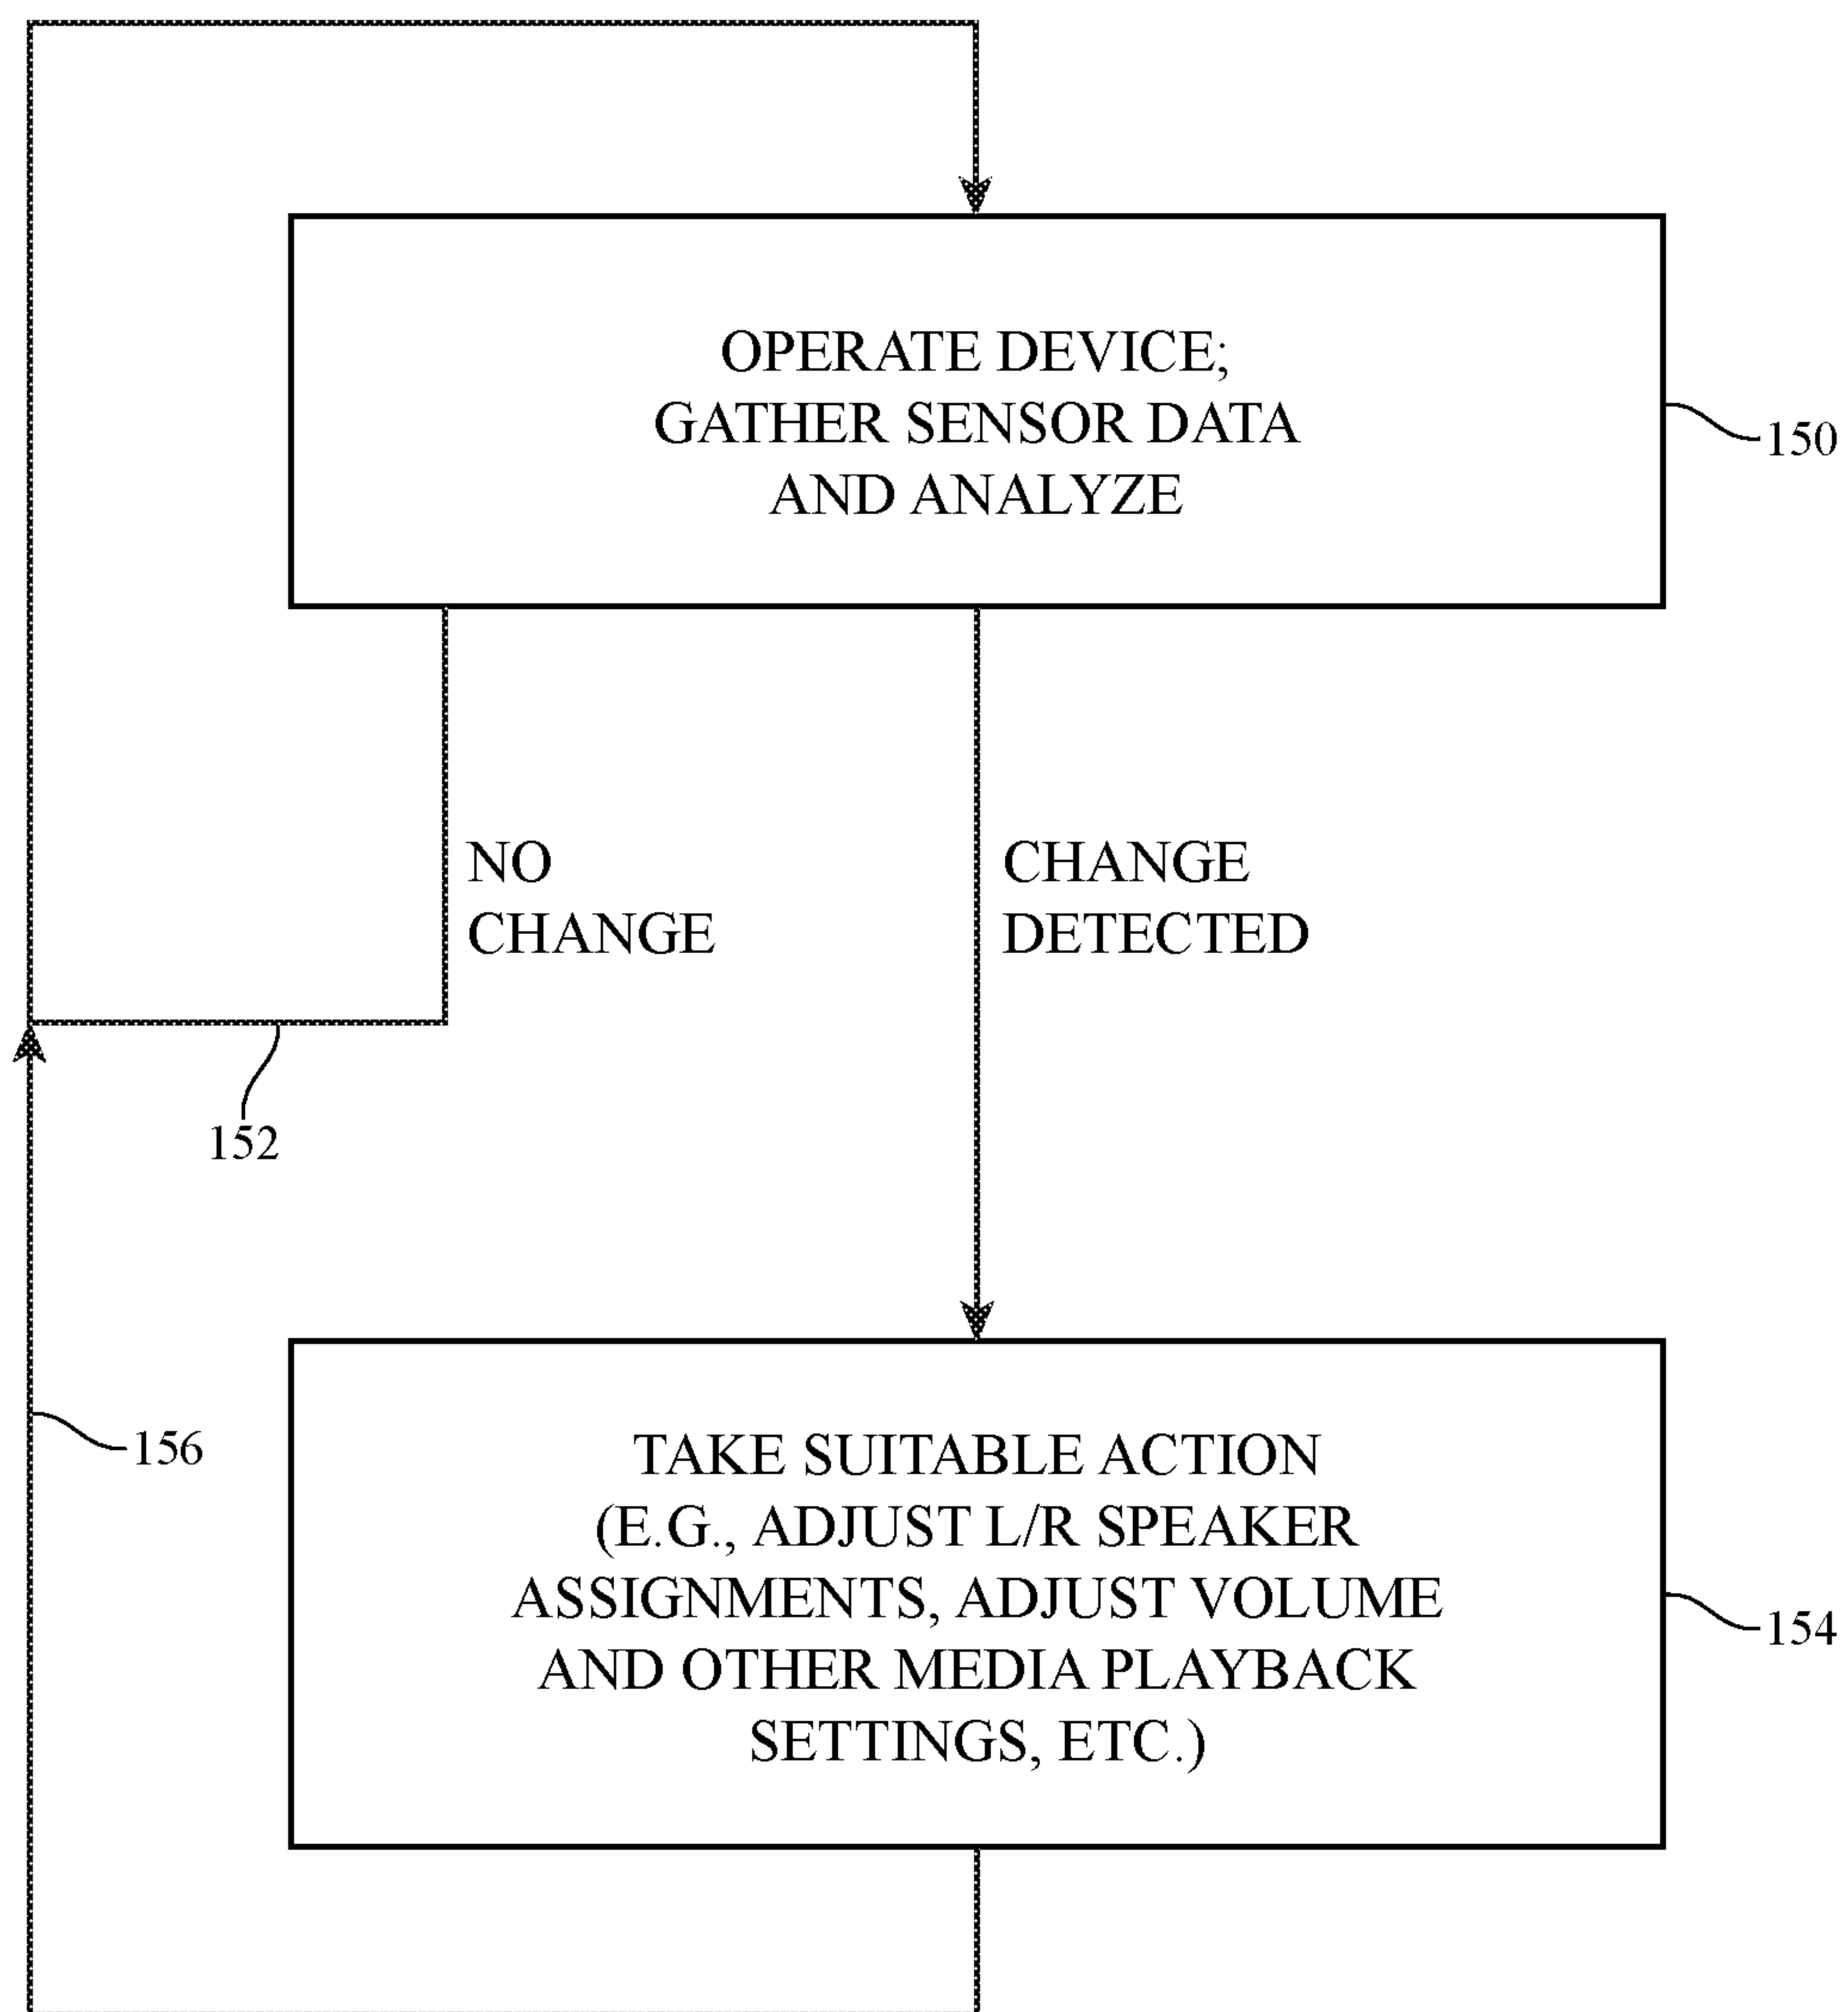 OPERATE DEVICE;
GATHER SENSOR DATA
AND ANALYZE
150
NO
CHANGE
CHANGE
DETECTED
152
156
TAKE SUITABLE ACTION
(E.G., ADJUST L/R SPEAKER
ASSIGNMENTS, ADJUST VOLUME
AND OTHER MEDIA PLAYBACK
SETTINGS, ETC.)
154